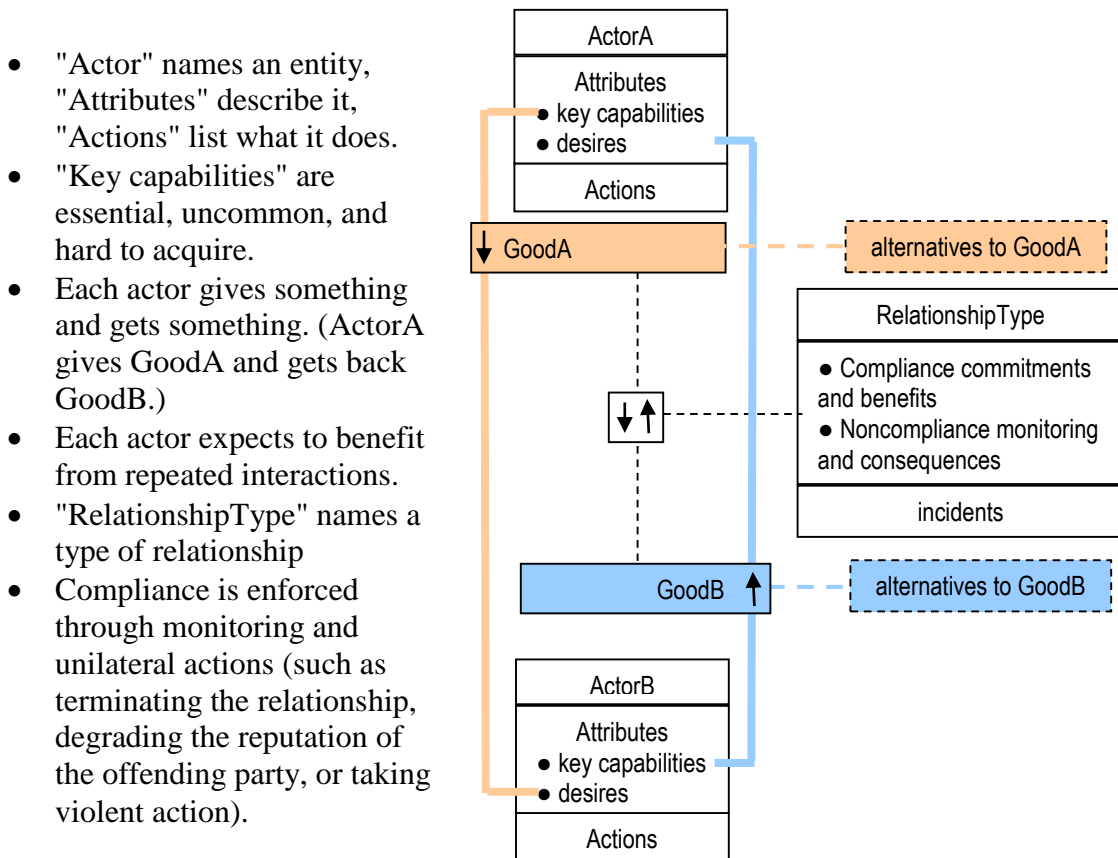 ● "Actor" names an entity,
"Attributes" describe it,
"Actions" list what it does.
● "Key capabilities" are
essential, uncommon, and
hard to acquire.
● Each actor gives something
and gets something. (ActorA
gives GoodA and gets back
GoodB.)
● Each actor expects to benefit
from repeated interactions.
● "RelationshipType" names a
type of relationship
● Compliance is enforced
through monitoring and
unilateral actions (such as
terminating the relationship,
degrading the reputation of
the offending party, or taking
violent action).
ActorA
Attributes
● key capabilities
● desires
Actions
GoodA
alternatives to GoodA
RelationshipType
● Compliance commitments
and benefits
● Noncompliance monitoring
and consequences
incidents
GoodB
alternatives to GoodB
ActorB
Attributes
● key capabilities
● desires
Actions